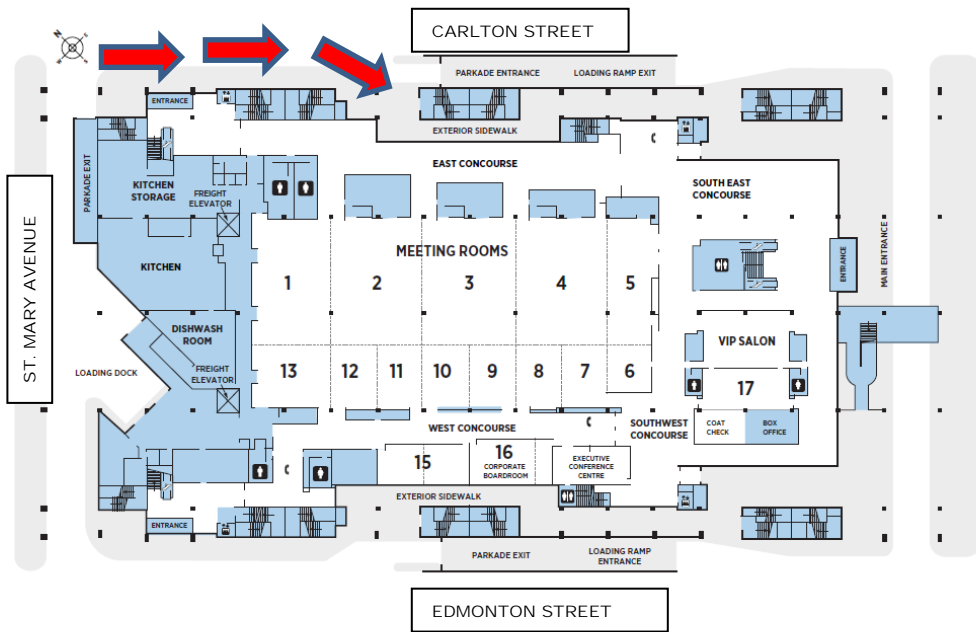 CARLTON STREET
PARKADE ENTRANCE
LOADING RAMP EXIT
ENTRANCE
EXTERIOR SIDEWALK
EAST CONCOURSE
PARKADE EXIT
KITCHEN
STORAGE
FREIGHT
ELEVATOR
SOUTH EAST
CONCOURSE
ST. MARY AVENUE
MEETING ROOMS
KITCHEN
1
2
3
4
5
ENTRANCE
MAIN ENTRANCE
DISHWASH
ROOM
VIP SALON
LOADING DOCK
FREIGHT
ELEVATOR
13
12
11
10
9
8
7
6
17
COAT
CHECK
BOX
OFFICE
WEST CONCOURSE
SOUTHWEST
CONCOURSE
15
16
CORPORATE
BOARDROOM
EXECUTIVE
CONFERENCE
CENTRE
EXTERIOR SIDEWALK
ENTRANCE
PARKADE EXIT
LOADING RAMP
ENTRANCE
EDMONTON STREET